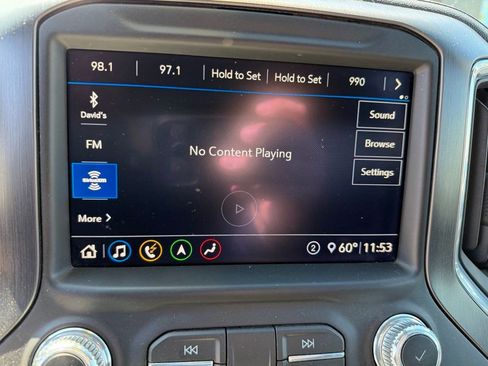 98.1 97.1 Hold to Set Hold to Set 990
David's
Sound
FM
Browse
No Content Playing
Settings
SiriusXM
More
2 60° 11:53